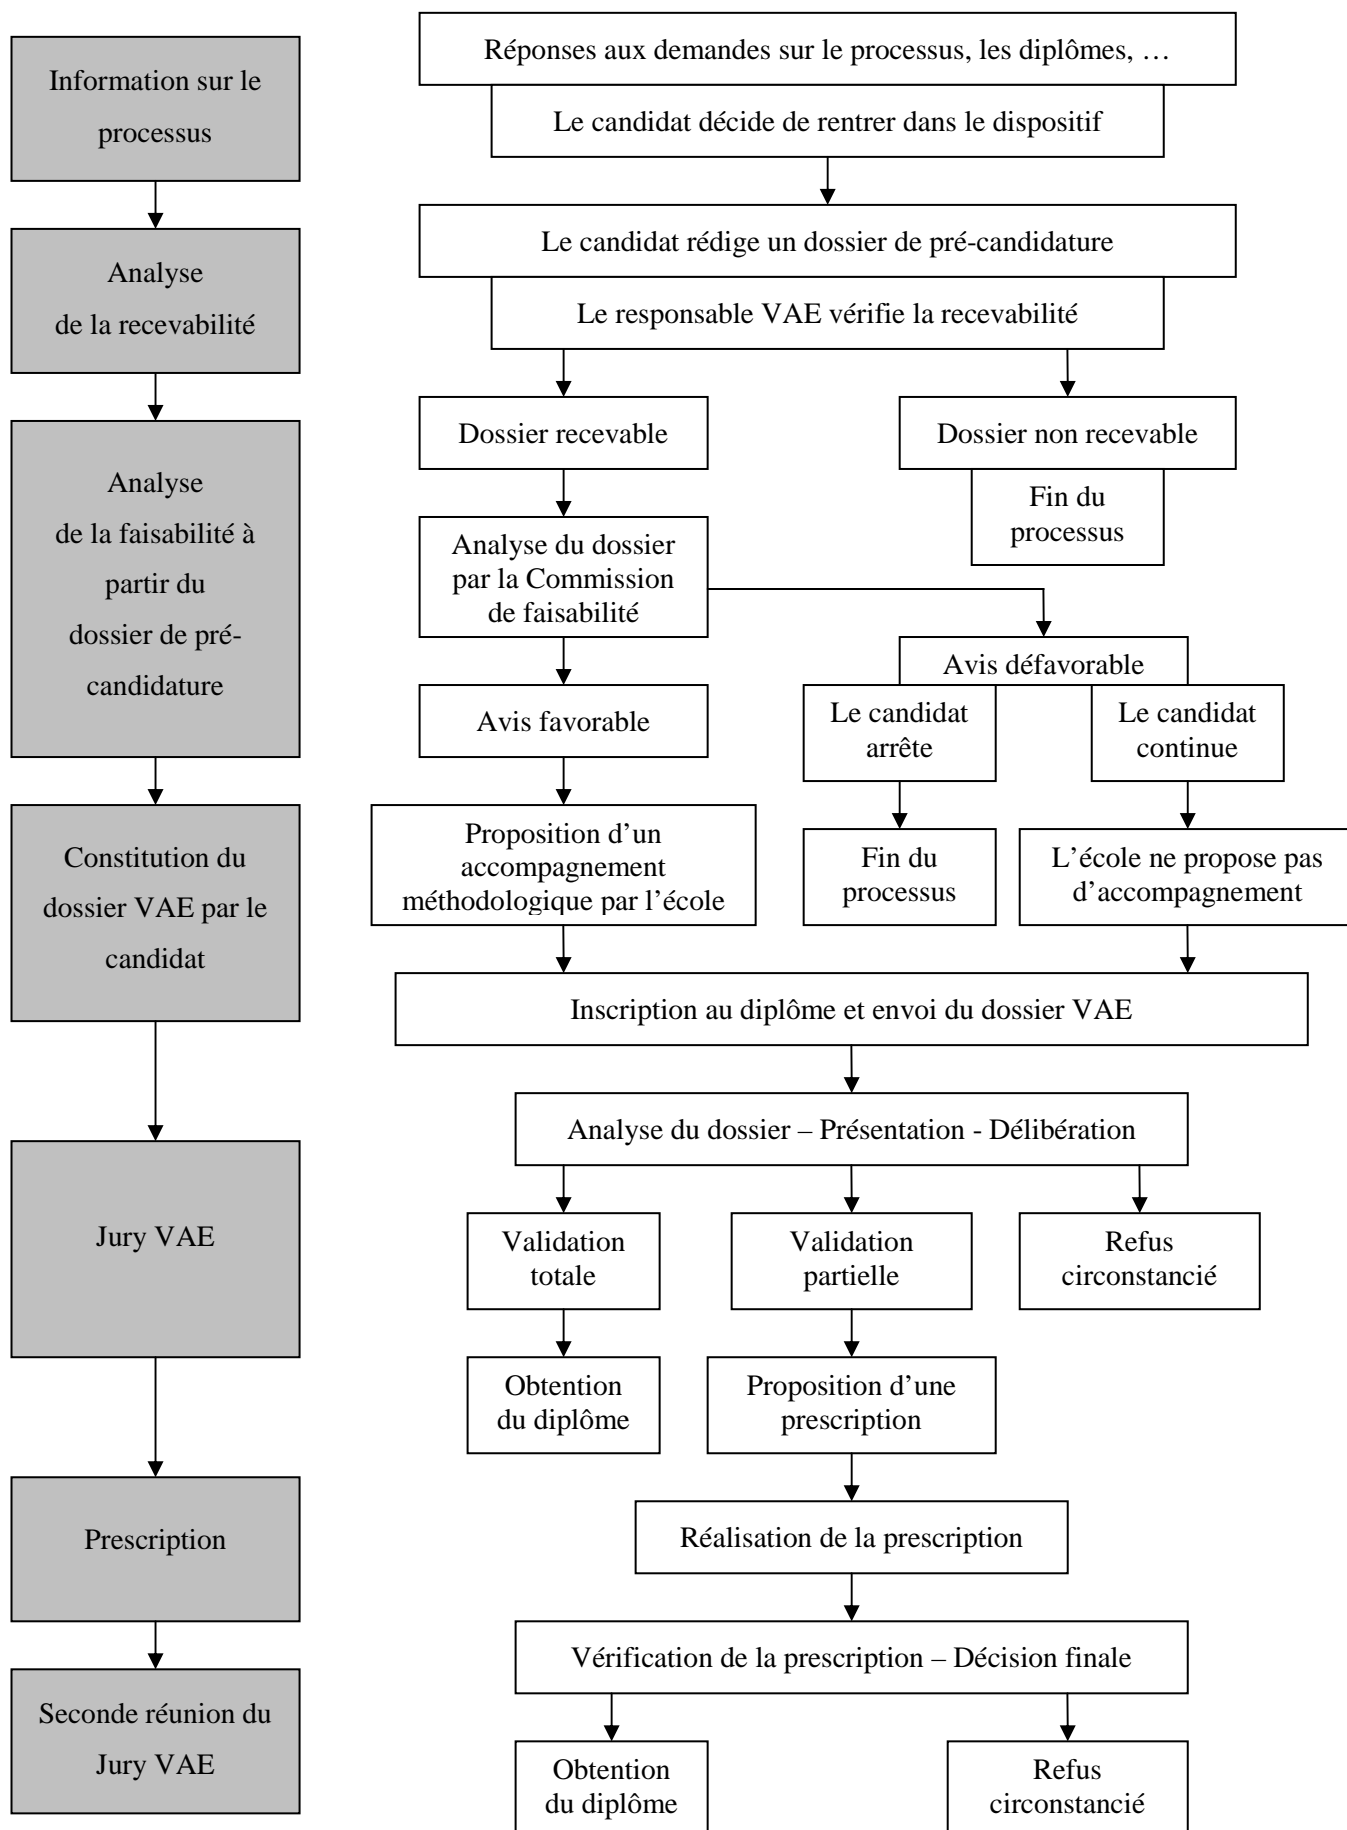 Information sur le
processus
Réponses aux demandes sur le processus, les diplômes, …
Le candidat décide de rentrer dans le dispositif
Analyse
de la recevabilité
Le candidat rédige un dossier de pré-candidature
Le responsable VAE vérifie la recevabilité
Dossier recevable
Dossier non recevable
Fin du
processus
Analyse
de la faisabilité à
partir du
dossier de pré-
candidature
Analyse du dossier
par la Commission
de faisabilité
Avis défavorable
Avis favorable
Le candidat
arrête
Le candidat
continue
Constitution du
dossier VAE par le
candidat
Proposition d’un
accompagnement
méthodologique par l’école
Fin du
processus
L’école ne propose pas
d’accompagnement
Inscription au diplôme et envoi du dossier VAE
Jury VAE
Analyse du dossier – Présentation - Délibération
Validation
totale
Validation
partielle
Refus
circonstancié
Obtention
du diplôme
Proposition d’une
prescription
Prescription
Réalisation de la prescription
Seconde réunion du
Jury VAE
Vérification de la prescription – Décision finale
Obtention
du diplôme
Refus
circonstancié